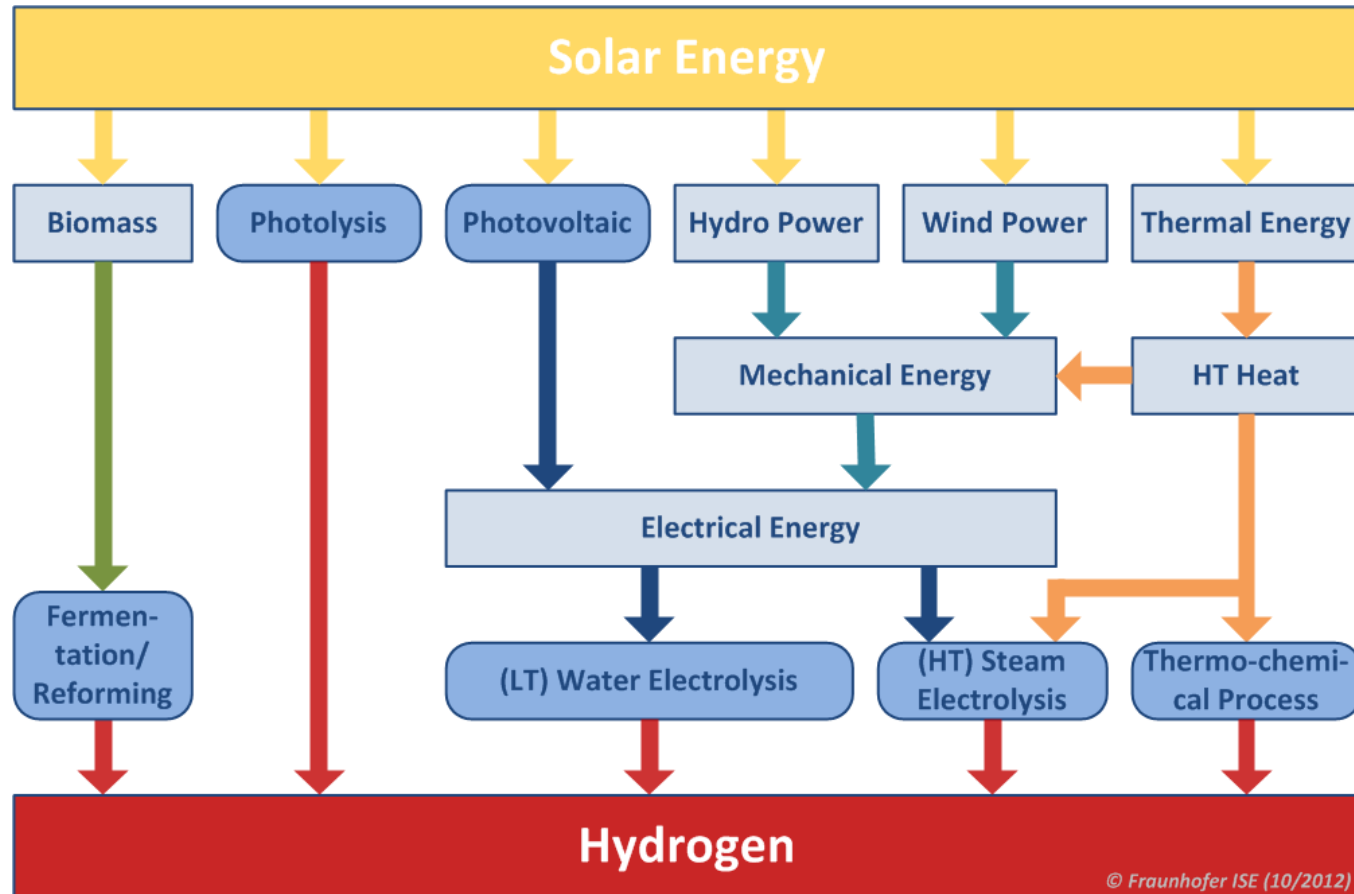 Solar Energy
Biomass
Photolysis
Photovoltaic
Hydro Power
Wind Power
Thermal Energy
Mechanical Energy
HT Heat
Electrical Energy
Fermen-
tation/
Reforming
(LT) Water Electrolysis
(HT) Steam
Electrolysis
Thermo-chemi-
cal Process
Hydrogen
© Fraunhofer ISE (10/2012)